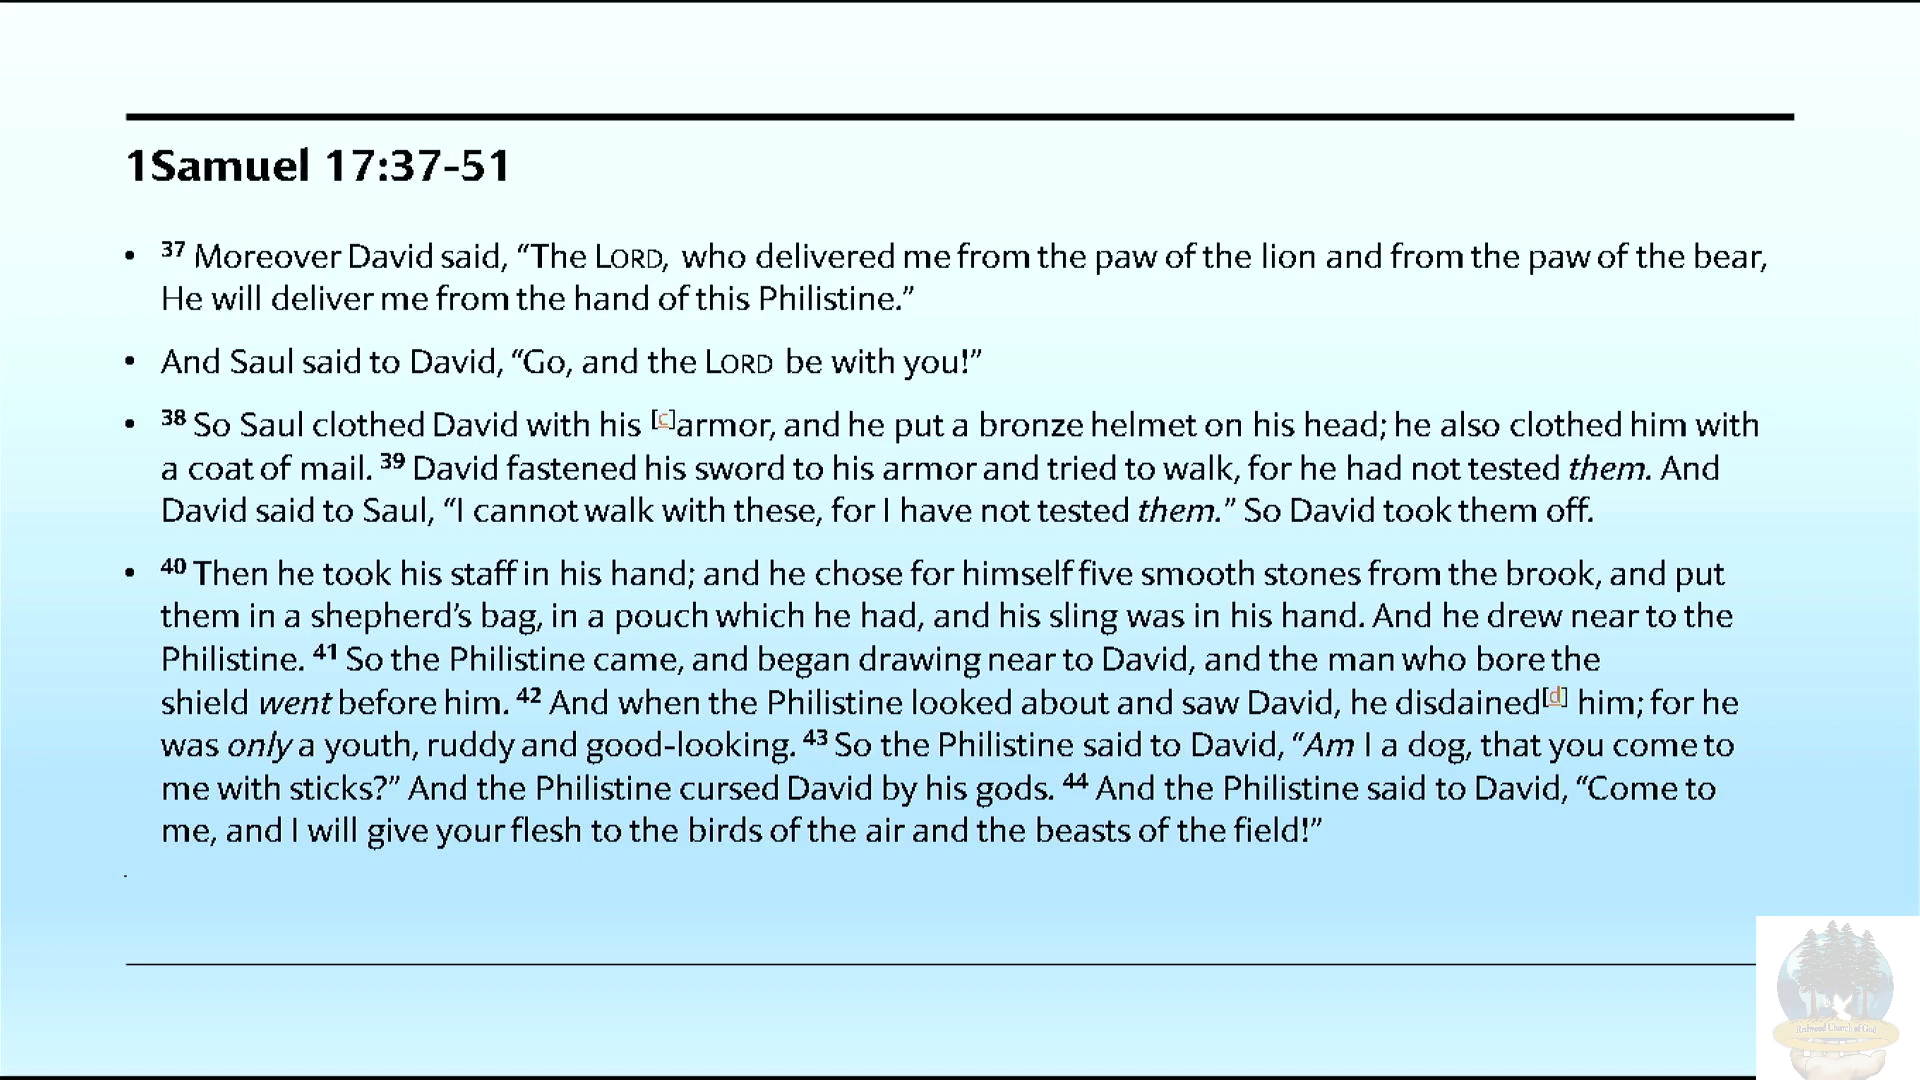 1Samuel 17:37-51
• 37 Moreover David said, “The LORD, who delivered me from the paw of the lion and from the paw of the bear,
He will deliver me from the hand of this Philistine.”
• And Saul said to David, “Go, and the LORD be with you!”
• 38 So Saul clothed David with his [c]armor, and he put a bronze helmet on his head; he also clothed him with
a coat of mail. 39 David fastened his sword to his armor and tried to walk, for he had not tested them. And
David said to Saul, “I cannot walk with these, for I have not tested them.” So David took them off.
• 40 Then he took his staff in his hand; and he chose for himself five smooth stones from the brook, and put
them in a shepherd’s bag, in a pouch which he had, and his sling was in his hand. And he drew near to the
Philistine. 41 So the Philistine came, and began drawing near to David, and the man who bore the
shield went before him. 42 And when the Philistine looked about and saw David, he disdained[d] him; for he
was only a youth, ruddy and good-looking. 43 So the Philistine said to David, “Am I a dog, that you come to
me with sticks?” And the Philistine cursed David by his gods. 44 And the Philistine said to David, “Come to
me, and I will give your flesh to the birds of the air and the beasts of the field!”
Redwood Church of God